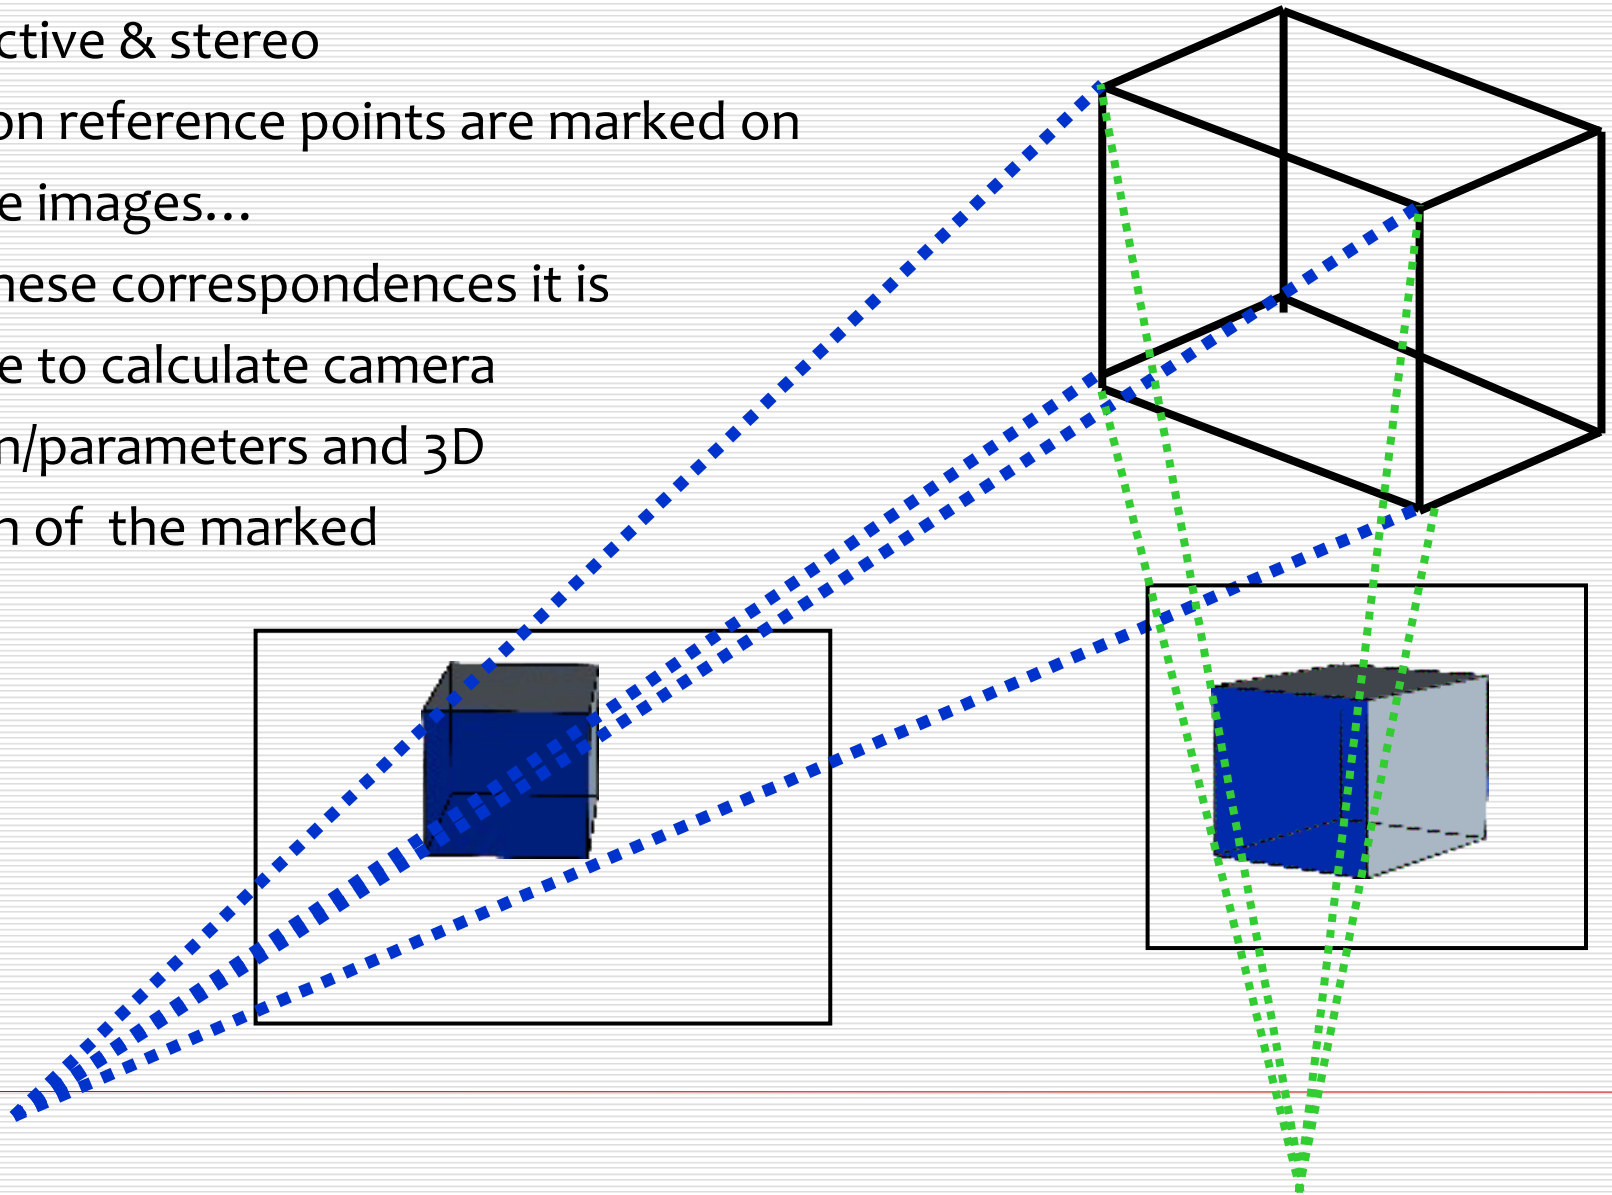 ctive & stereo
on reference points are marked on
e images...
hese correspondences it is
e to calculate camera
n/parameters and 3D
n of the marked